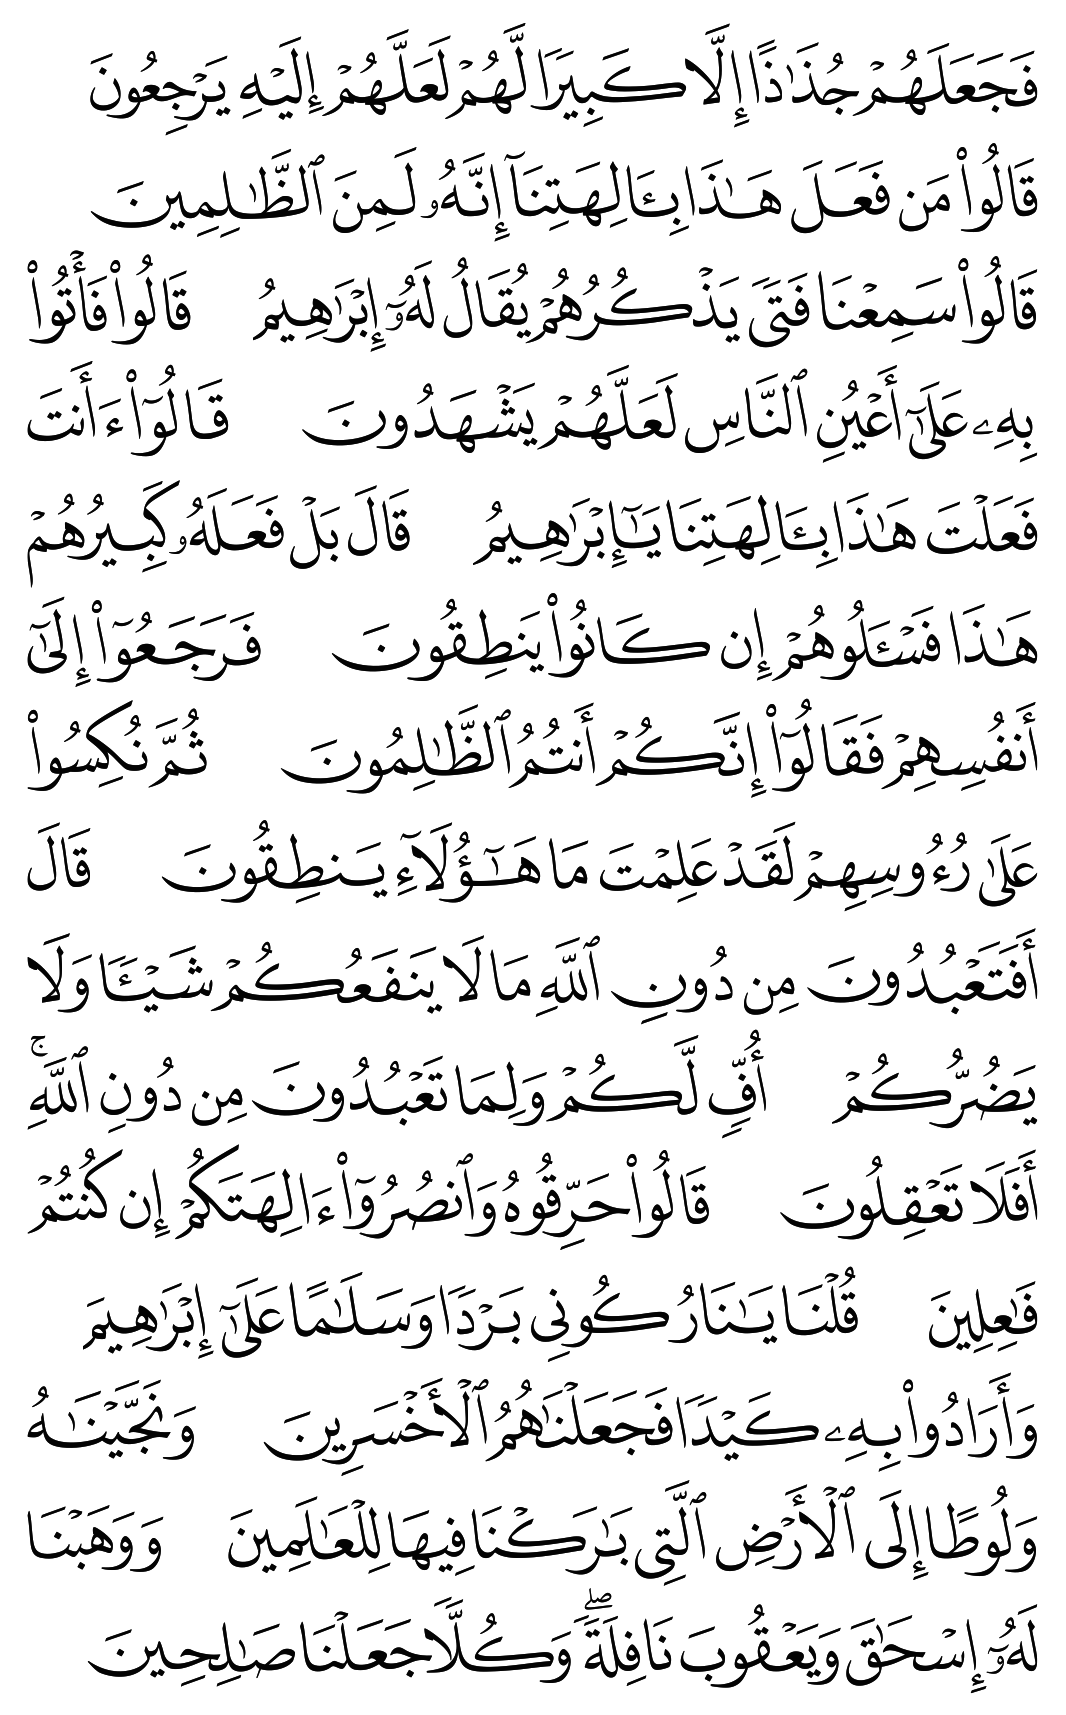 فَجَعَلَهُمْ جُذَٰذًا إِلَّا كَبِيرًا لَّهُمْ لَعَلَّهُمْ إِلَيْهِ يَرْجِعُونَ
قَالُوا۟ مَن فَعَلَ هَـٰذَا بِـَٔالِهَتِنَآ إِنَّهُۥ لَمِنَ ٱلظَّـٰلِمِينَ
قَالُوا۟ سَمِعْنَا فَتًى يَذْكُرُهُمْ يُقَالُ لَهُۥٓ إِبْرَٰهِيمُ قَالُوا۟ فَأْتُوا۟
بِهِۦ عَلَىٰٓ أَعْيُنِ ٱلنَّاسِ لَعَلَّهُمْ يَشْهَدُونَ قَالُوٓا۟ ءَأَنتَ
فَعَلْتَ هَـٰذَا بِـَٔالِهَتِنَا يَـٰٓإِبْرَٰهِيمُ قَالَ بَلْ فَعَلَهُۥ كَبِيرُهُمْ
هَـٰذَا فَسْـَٔلُوهُمْ إِن كَانُوا۟ يَنطِقُونَ فَرَجَعُوٓا۟ إِلَىٰٓ
أَنفُسِهِمْ فَقَالُوٓا۟ إِنَّكُمْ أَنتُمُ ٱلظَّـٰلِمُونَ ثُمَّ نُكِسُوا۟
عَلَىٰ رُءُوسِهِمْ لَقَدْ عَلِمْتَ مَا هَـٰٓؤُلَآءِ يَنطِقُونَ قَالَ
أَفَتَعْبُدُونَ مِن دُونِ ٱللَّهِ مَا لَا يَنفَعُكُمْ شَيْـًٔا وَلَا
يَضُرُّكُمْ أُفٍّ لَّكُمْ وَلِمَا تَعْبُدُونَ مِن دُونِ ٱللَّهِ ۚ
أَفَلَا تَعْقِلُونَ قَالُوا۟ حَرِّقُوهُ وَٱنصُرُوٓا۟ ءَالِهَتَكُمْ إِن كُنتُمْ
فَـٰعِلِينَ قُلْنَا يَـٰنَارُ كُونِى بَرْدًا وَسَلَـٰمًا عَلَىٰٓ إِبْرَٰهِيمَ
وَأَرَادُوا۟ بِهِۦ كَيْدًا فَجَعَلْنَـٰهُمُ ٱلْأَخْسَرِينَ وَنَجَّيْنَـٰهُ
وَلُوطًا إِلَى ٱلْأَرْضِ ٱلَّتِى بَـٰرَكْنَا فِيهَا لِلْعَـٰلَمِينَ وَوَهَبْنَا
لَهُۥٓ إِسْحَـٰقَ وَيَعْقُوبَ نَافِلَةً ۖ وَكُلًّا جَعَلْنَا صَـٰلِحِينَ